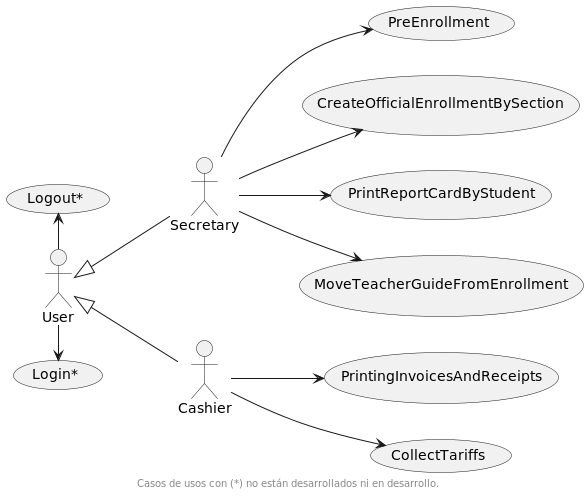 PreEnrollment
CreateOfficialEnrollmentBySection
Logout*
PrintReportCardByStudent
Secretary
MoveTeacherGuideFromEnrollment
User
Login*
PrintingInvoicesAndReceipts
Cashier
CollectTariffs
Casos de usos con (*) no están desarrollados ni en desarrollo.